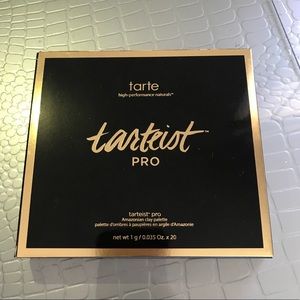 tarte
high-performance naturals™
tarteist™
PRO
tarteist® pro
Amazonian clay palette
palette d'ombres à paupières en argile d'Amazonie
net wt 1 g / 0.035 Oz. x 20